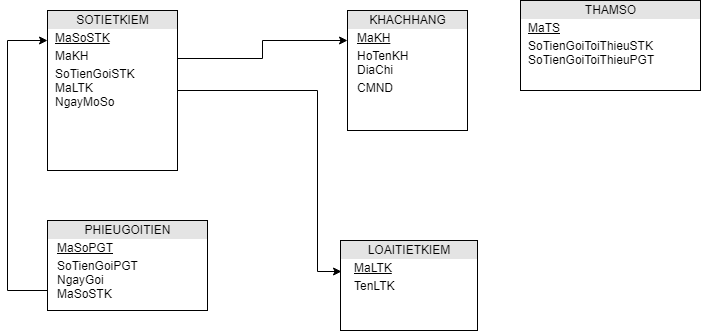 SOTIETKIEM
MaSoSTK
MaKH
SoTienGoiSTK
MaLTK
NgayMoSo
KHACHHANG
MaKH
HoTenKH
DiaChi
CMND
THAMSO
MaTS
SoTienGoiToiThieuSTK
SoTienGoiToiThieuPGT
PHIEUGOITIEN
MaSoPGT
SoTienGoiPGT
NgayGoi
MaSoSTK
LOAITIETKIEM
MaLTK
TenLTK